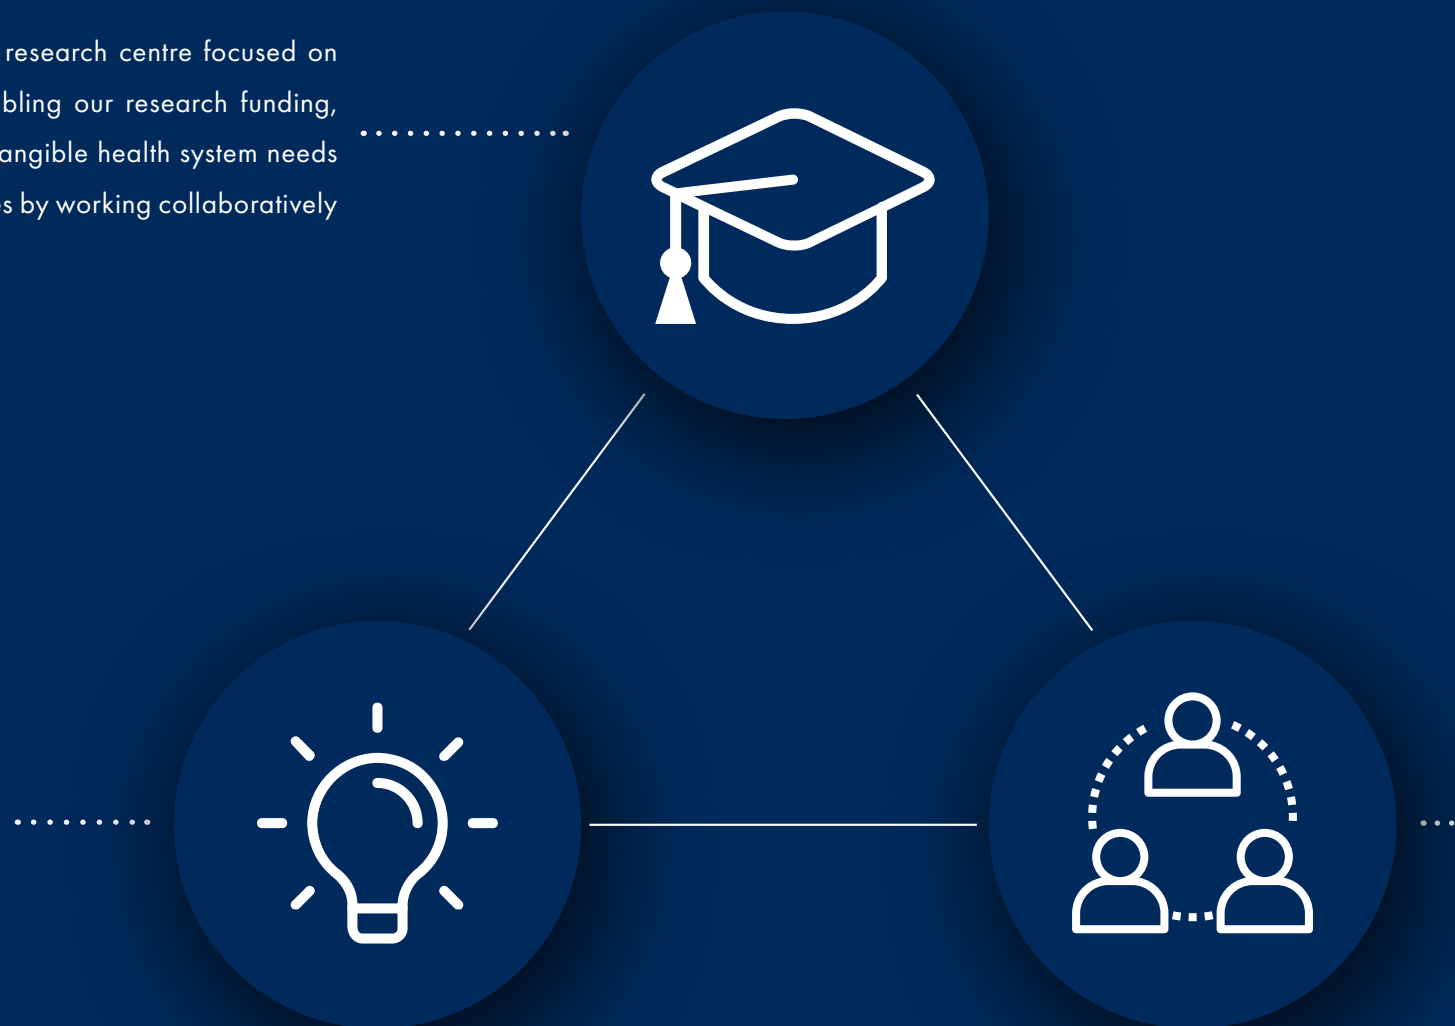 research centre focused on
bling our research funding,
angible health system needs
s by working collaboratively